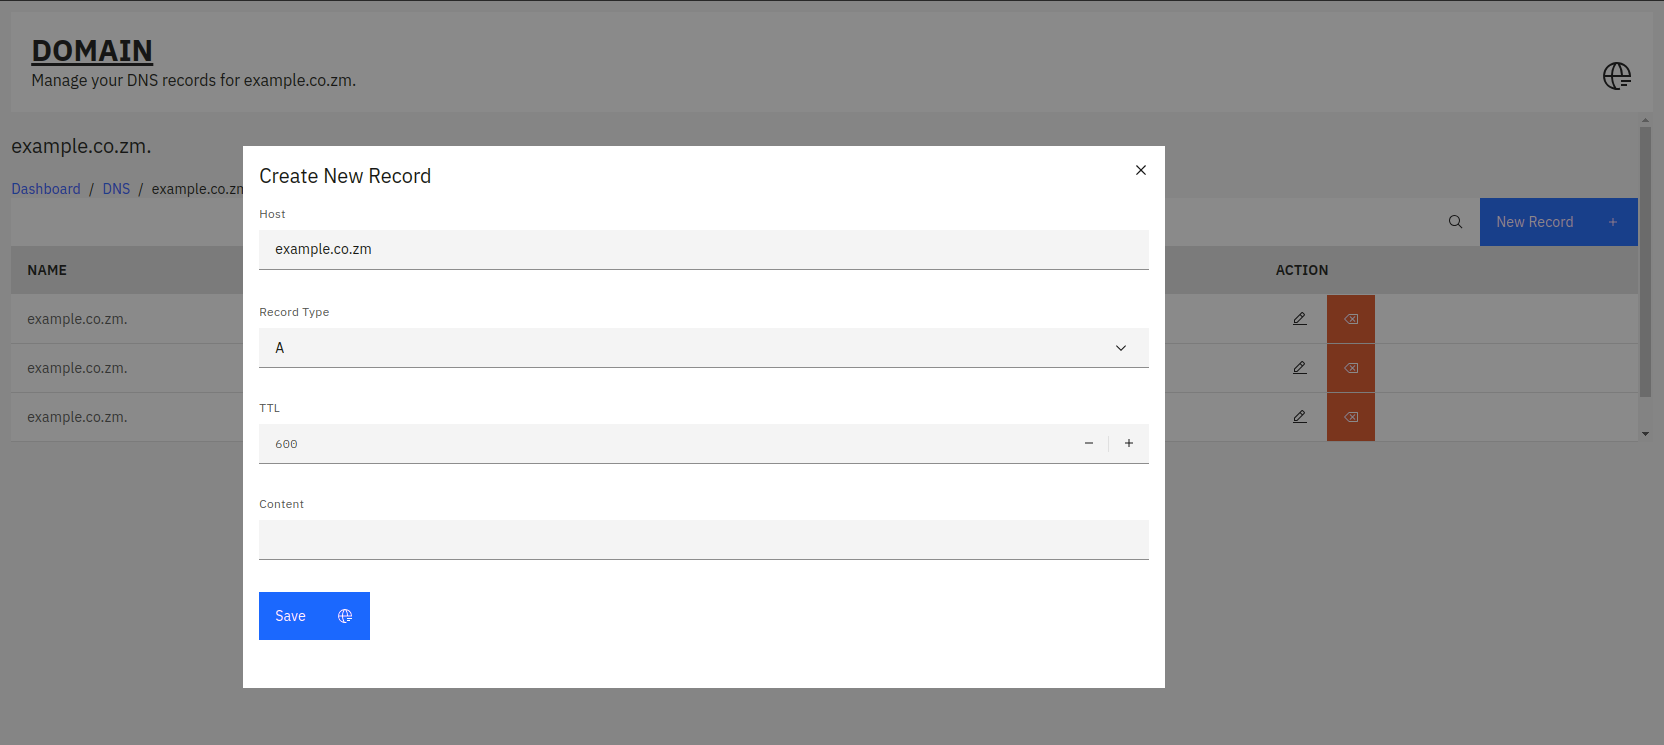 DOMAIN
Manage your DNS records for example.co.zm.
example.co.zm.
Dashboard / DNS / example.co.z
New Record +
NAME
ACTION
example.co.zm.
example.co.zm.
example.co.zm.
Create New Record
Host
example.co.zm
Record Type
A
TTL
600
Content
Save